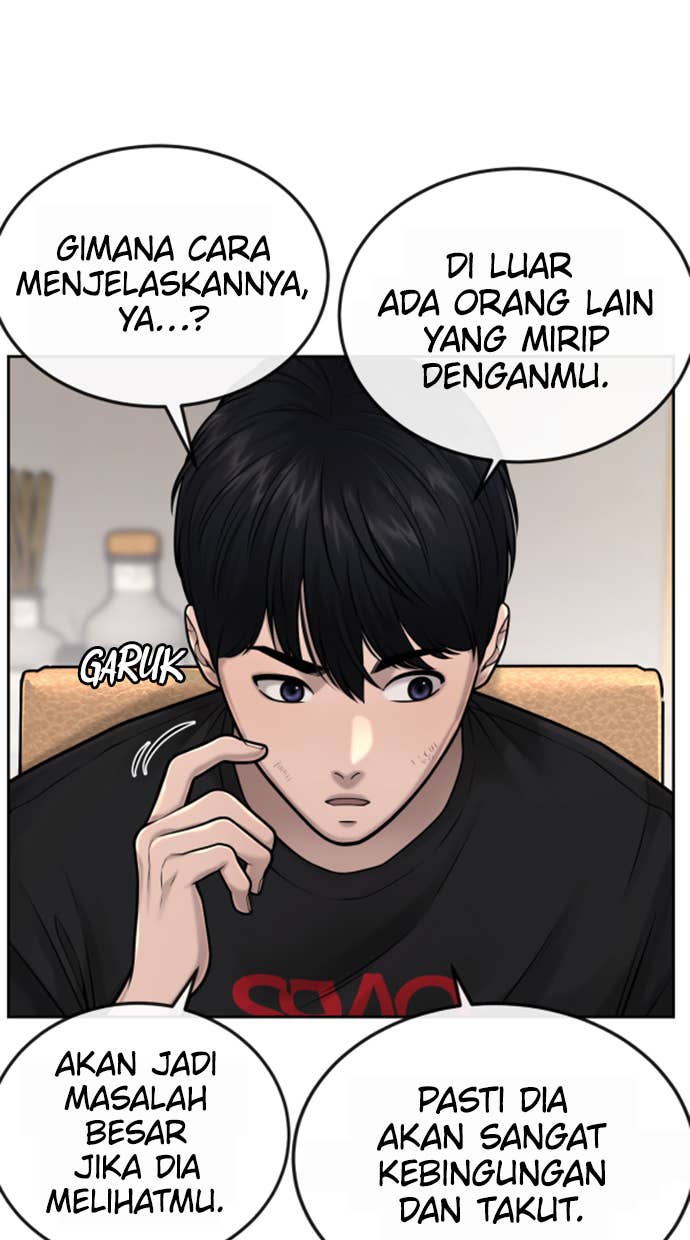 GIMANA CARA
MENJELASKANNYA,
YA...?
DI LUAR
ADA ORANG LAIN
YANG MIRIP
DENGANMU.
GARUK
AKAN JADI
MASALAH
BESAR
JIKA DIA
MELIHATMU.
PASTI DIA
AKAN SANGAT
KEBINGUNGAN
DAN TAKUT.